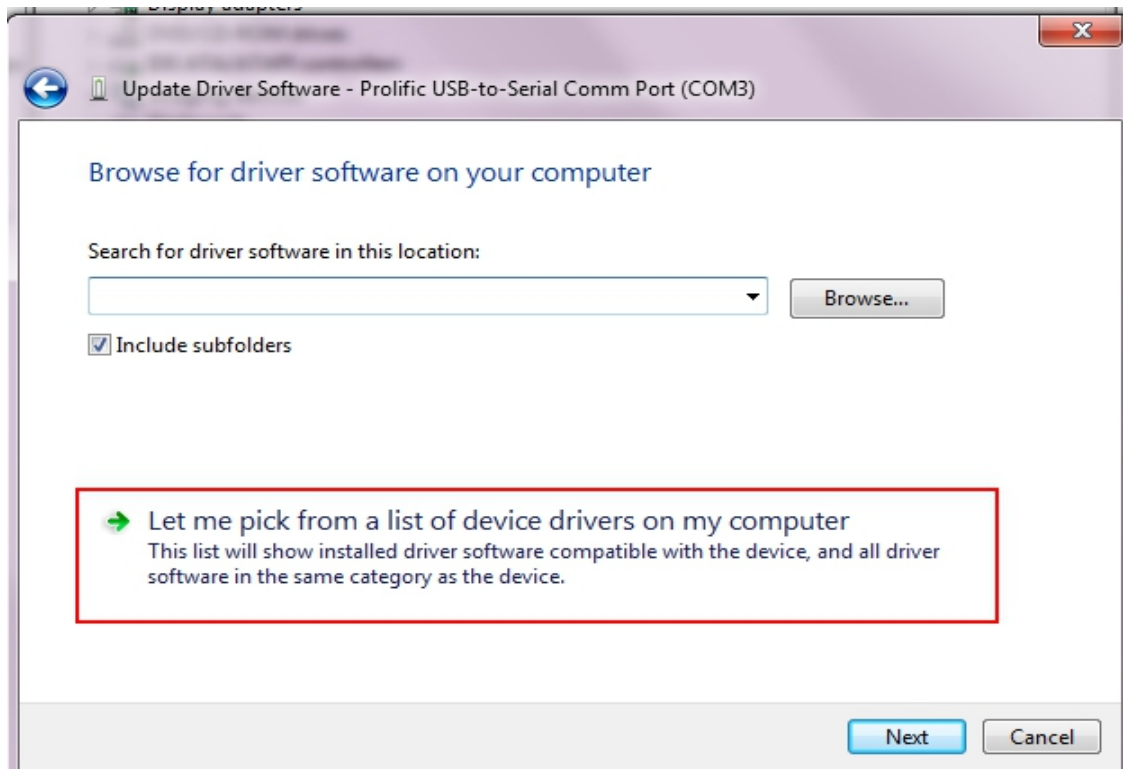 Display adapters
Update Driver Software - Prolific USB-to-Serial Comm Port (COM3)
Browse for driver software on your computer
Search for driver software in this location:
Browse...
Include subfolders
Let me pick from a list of device drivers on my computer
This list will show installed driver software compatible with the device, and all driver
software in the same category as the device.
Next
Cancel